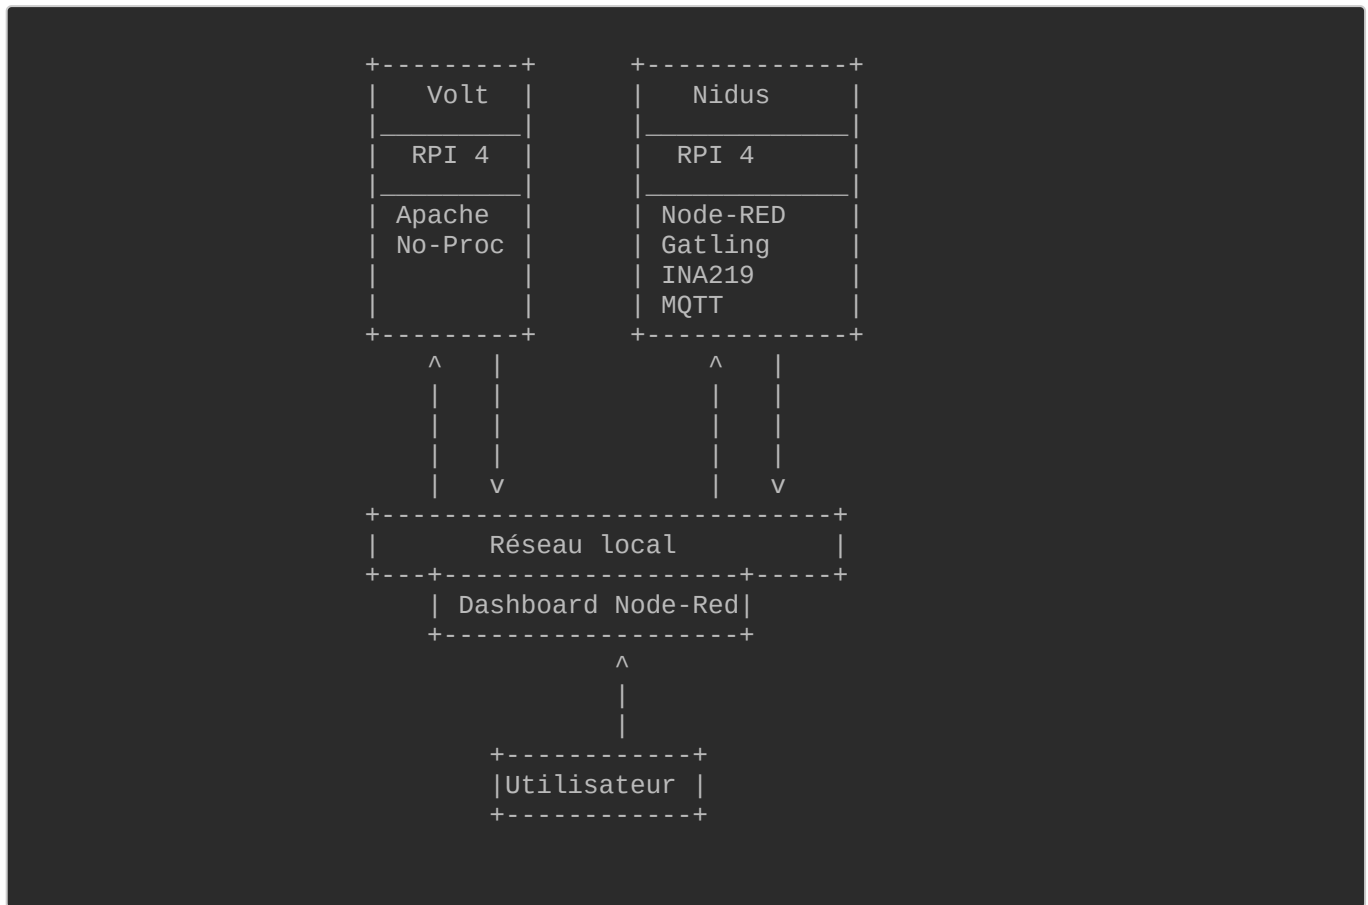 Volt Nidus
RPI 4 RPI 4
Apache Node-RED
No-Proc Gatling
INA219
MQTT
Réseau local
Dashboard Node-Red
Utilisateur